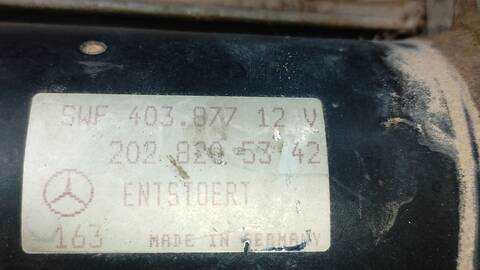 SWF 403.877 12 V
202 820 53 42
ENTSTOERT
163 MADE IN GERMANY